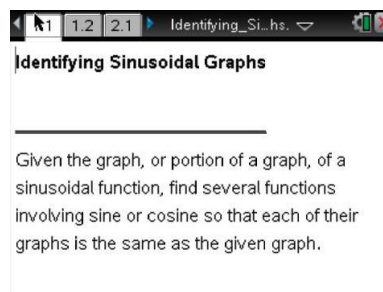 1 1.2 2.1 Identifying_Si...hs.
Identifying Sinusoidal Graphs
Given the graph, or portion of a graph, of a
sinusoidal function, find several functions
involving sine or cosine so that each of their
graphs is the same as the given graph.